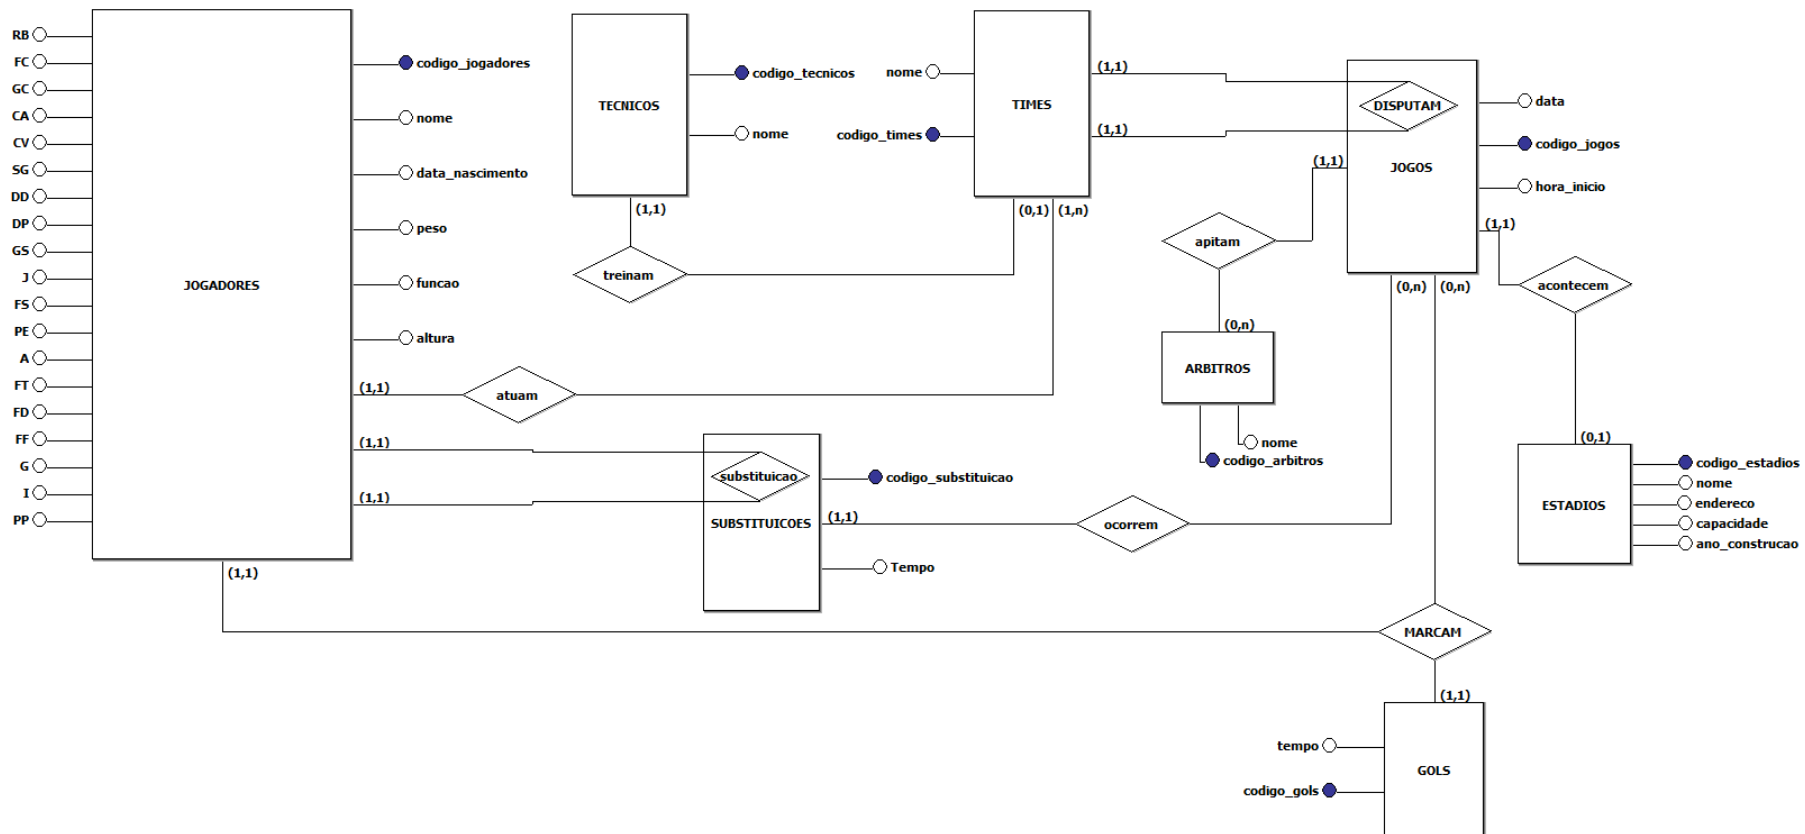 RB
FC
GC
CA
CV
SG
DD
DP
GS
J
FS
PE
A
FT
FD
FF
G
I
PP
JOGADORES
codigo_jogadores
nome
data_nascimento
peso
funcao
altura
(1,1)
(1,1)
(1,1)
(1,1)
atuam
TECNICOS
codigo_tecnicos
nome
(1,1)
treinam
TIMES
nome
codigo_times
(1,1)
(1,1)
(0,1)
(1,n)
DISPUTAM
JOGOS
data
codigo_jogos
hora_inicio
(1,1)
(1,1)
(0,n)
(0,n)
apitam
(0,n)
ARBITROS
nome
codigo_arbitros
acontecem
(0,1)
ESTADIOS
codigo_estadios
nome
endereco
capacidade
ano_construcao
substituicao
SUBSTITUICOES
codigo_substituicao
(1,1)
Tempo
ocorrem
MARCAM
(1,1)
GOLS
tempo
codigo_gols